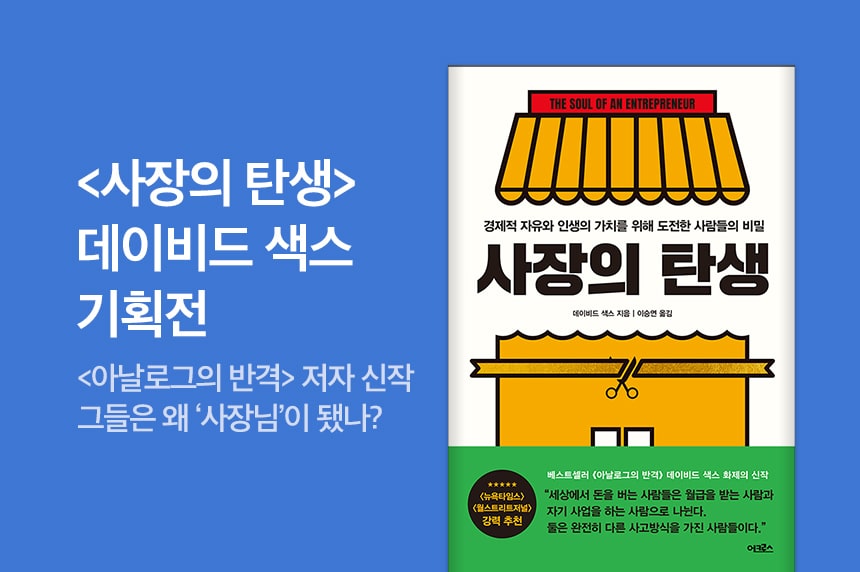 <사장의 탄생>
데이비드 색스
기획전
<아날로그의 반격> 저자 신작
그들은 왜 ‘사장님’이 됐나?
THE SOUL OF AN ENTREPRENEUR
경제적 자유와 인생의 가치를 위해 도전한 사람들의 비밀
사장의 탄생
데이비드 색스 지음 | 이승연 옮김
베스트셀러 《아날로그의 반격》 데이비드 색스 화제의 신작
★★★★★
〈뉴욕타임스〉
〈월스트리트저널〉
강력 추천
“세상에서 돈을 버는 사람들은 월급을 받는 사람과
자기 사업을 하는 사람으로 나뉜다.
둘은 완전히 다른 사고방식을 가진 사람들이다.”
어크로스